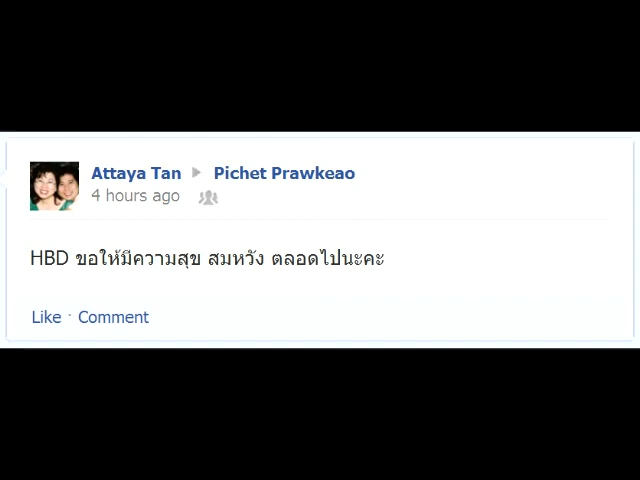 Attaya Tan ▶ Pichet Prawkeao
4 hours ago
HBD ขอให้มีความสุข สมหวัง ตลอดไปนะคะ
Like · Comment